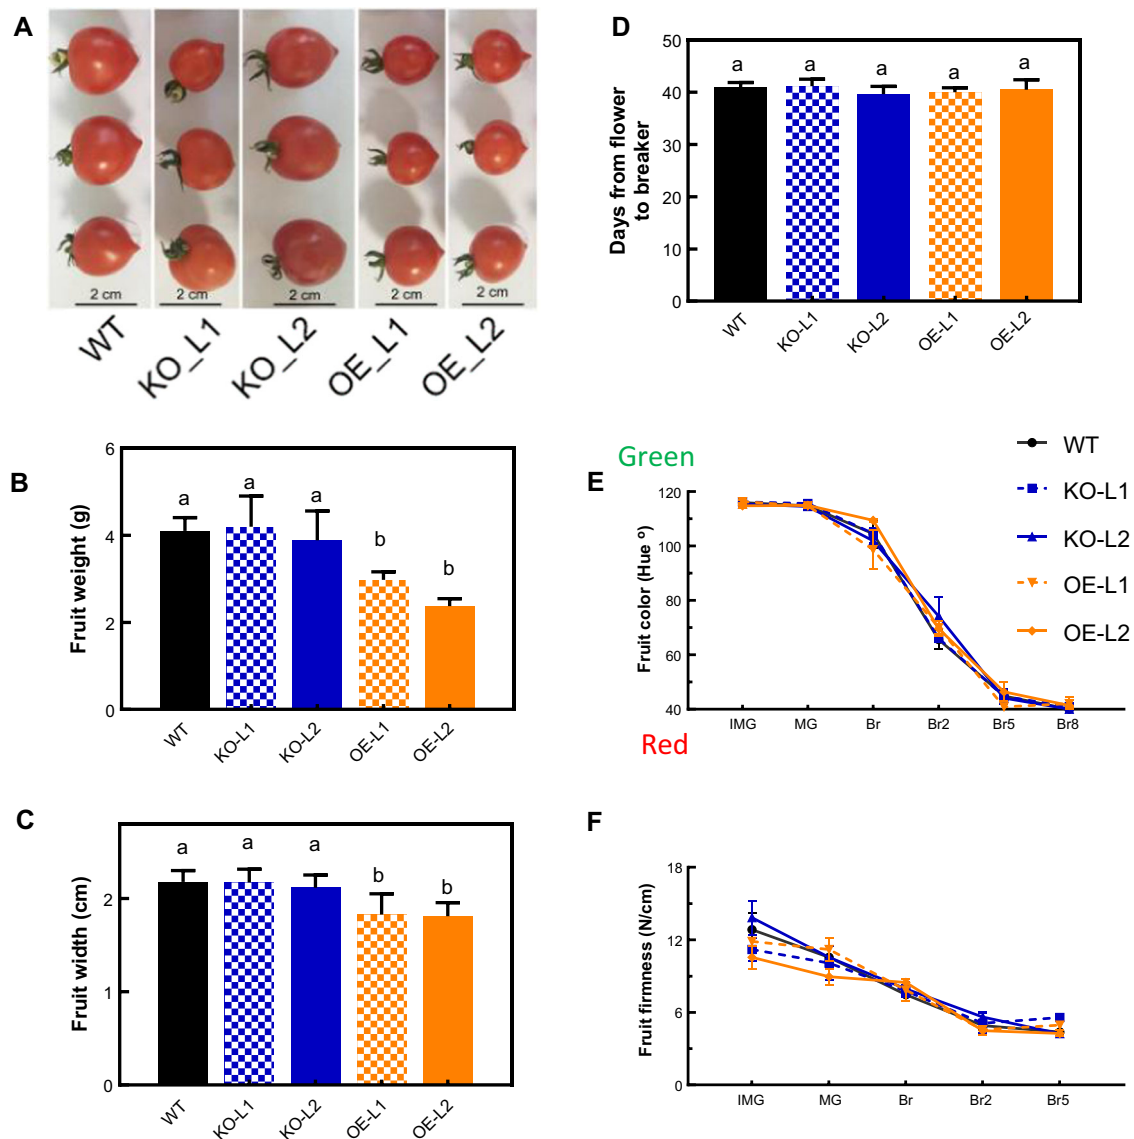 A
2 cm
2 cm
2 cm
2 cm
2 cm
WT
KO_L1
KO_L2
OE_L1
OE_L2
B
Fruit weight (g)
6
4
2
0
a
a
a
b
b
WT
KO-L1
KO-L2
OE-L1
OE-L2
C
Fruit width (cm)
2
1
0
a
a
a
b
b
WT
KO-L1
KO-L2
OE-L1
OE-L2
D
Days from flower
to breaker
50
40
30
20
10
0
a
a
a
a
a
WT
KO-L1
KO-L2
OE-L1
OE-L2
E
Green
Red
Fruit color (Hue º)
120
100
80
60
40
IMG
MG
Br
Br2
Br5
Br8
WT
KO-L1
KO-L2
OE-L1
OE-L2
F
Fruit firmness (N/cm)
18
12
6
0
IMG
MG
Br
Br2
Br5